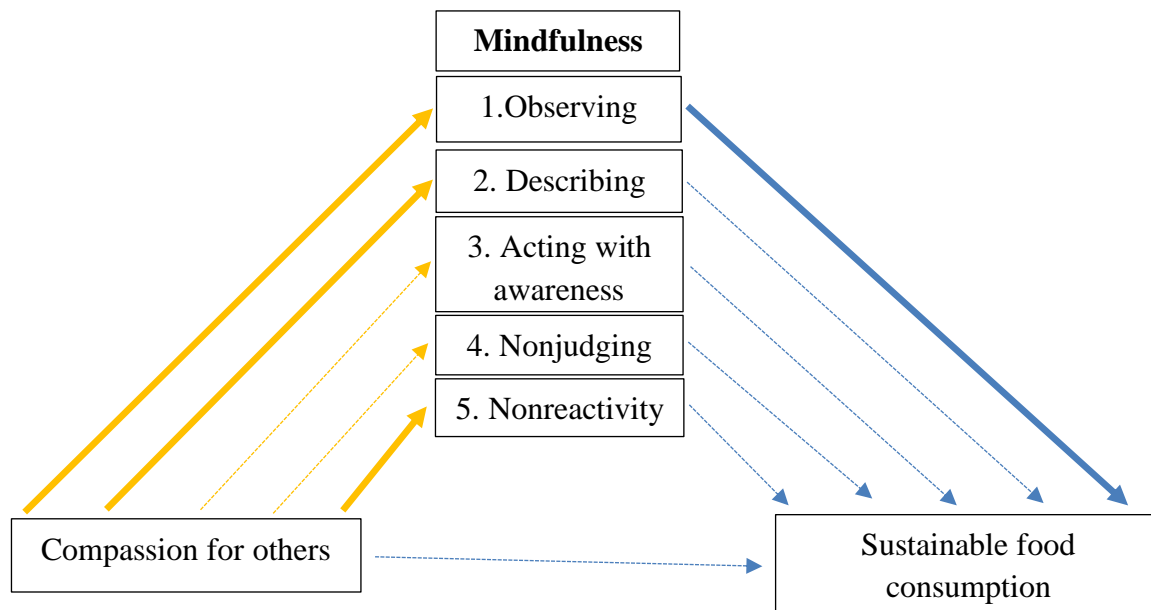 Mindfulness
1.Observing
2. Describing
3. Acting with
awareness
4. Nonjudging
5. Nonreactivity
Compassion for others
Sustainable food
consumption